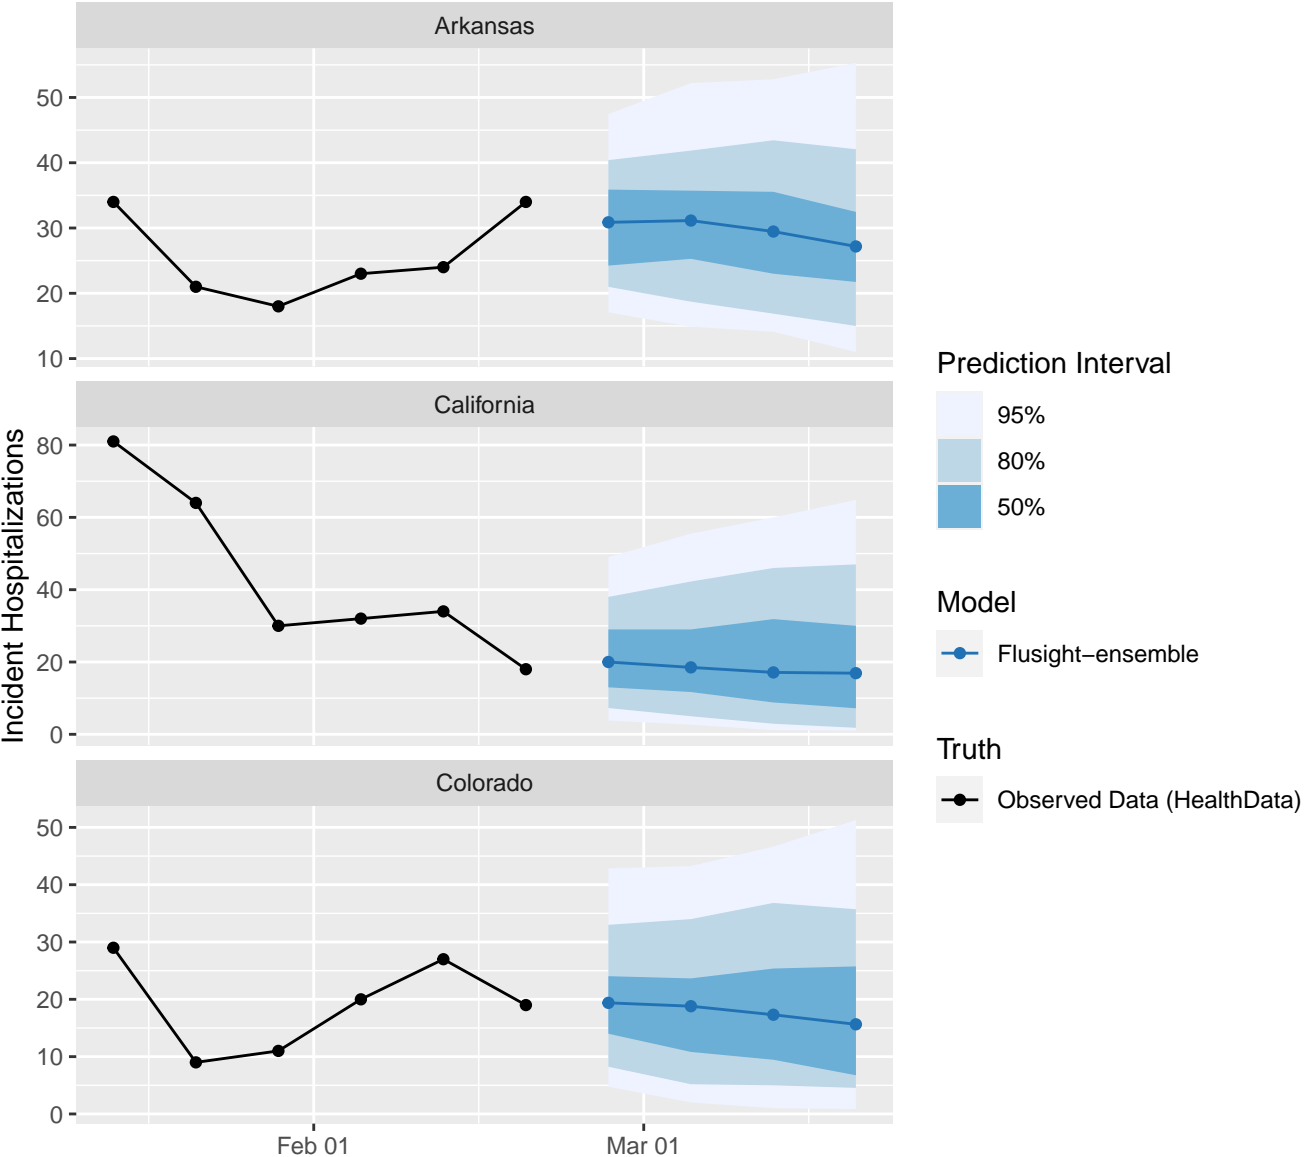 Arkansas
50
40
30
20
10
California
80
60
40
20
0
Colorado
50
40
30
20
10
0
Feb 01
Mar 01
Incident Hospitalizations
Prediction Interval
95%
80%
50%
Model
Flusight−ensemble
Truth
Observed Data (HealthData)